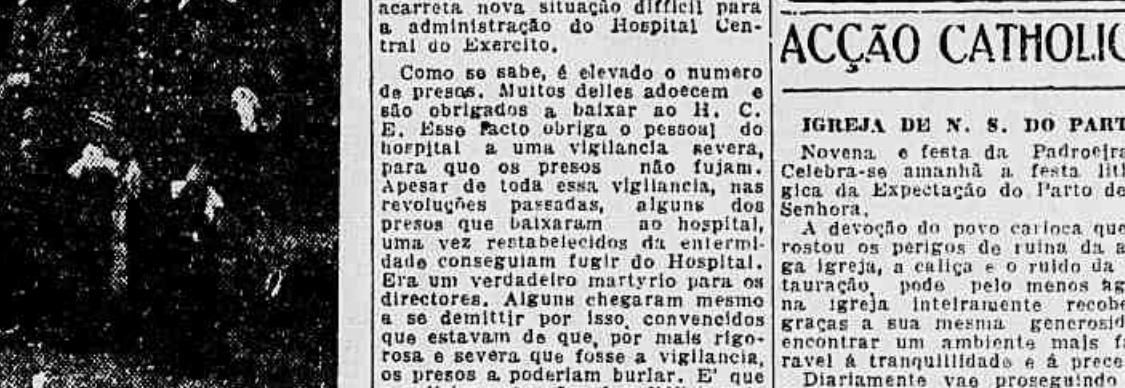 acarreta nova situação difficil para
a administração do Hospital Cen-
tral do Exercito.
Como se sabe, é elevado o numero
de presos. Muitos delles adoecem e
são obrigados a baixar ao H. C.
E. Esse facto obriga o pessoal do
hospital a uma vigilancia severa,
para que os presos não fujam.
Apesar de toda essa vigilancia, nas
revoluções passadas, alguns dos
presos que baixaram ao hospital,
uma vez restabelecidos da enfermi-
dade conseguiam fugir do Hospital.
Era um verdadeiro martyrio para os
directores. Alguns chegaram mesmo
a se demittir por isso, convencidos
que estavam de que, por mais rigo-
rosa e severa que fosse a vigilancia,
os presos a poderiam burlar. E' que
ACÇÃO CATHOLIC
IGREJA DE N. S. DO PART
Novena e festa da Padroeira
Celebra-se amanhã a festa lith
gica da Expectação do Parto de
Senhora.
A devoção do povo carioca que
rostou os perigos de ruina da a
ga igreja, a caliça e o ruido da
tauração, pode pelo menos ag
na igreja inteiramente recobe
graças a sua mesma generosid
encontrar um ambiente mais fa
ravel á tranquillidade e á prece
Diariamente vae proseguindo